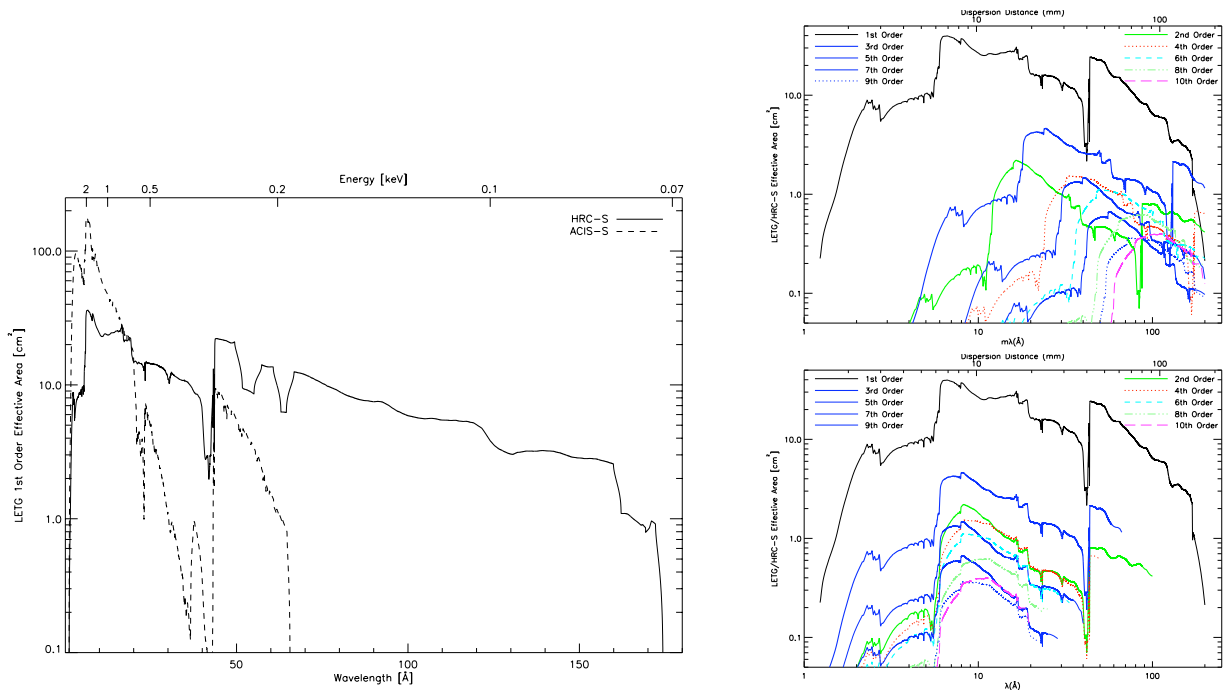 Energy [keV]
2 1 0.5 0.2 0.1 0.07
HRC-S
ACIS-S
LETG 1st Order Effective Area [cm²]
100.0
10.0
1.0
0.1
50 100 150
Wavelength [Å]
Dispersion Distance (mm)
10 100
1st Order
3rd Order
5th Order
7th Order
9th Order
2nd Order
4th Order
6th Order
8th Order
10th Order
LETG/HRC-S Effective Area [cm²]
10.0
1.0
0.1
1 10 100
mλ(Å)
Dispersion Distance (mm)
10 100
1st Order
3rd Order
5th Order
7th Order
9th Order
2nd Order
4th Order
6th Order
8th Order
10th Order
LETG/HRC-S Effective Area [cm²]
10.0
1.0
0.1
1 10 100
λ(Å)